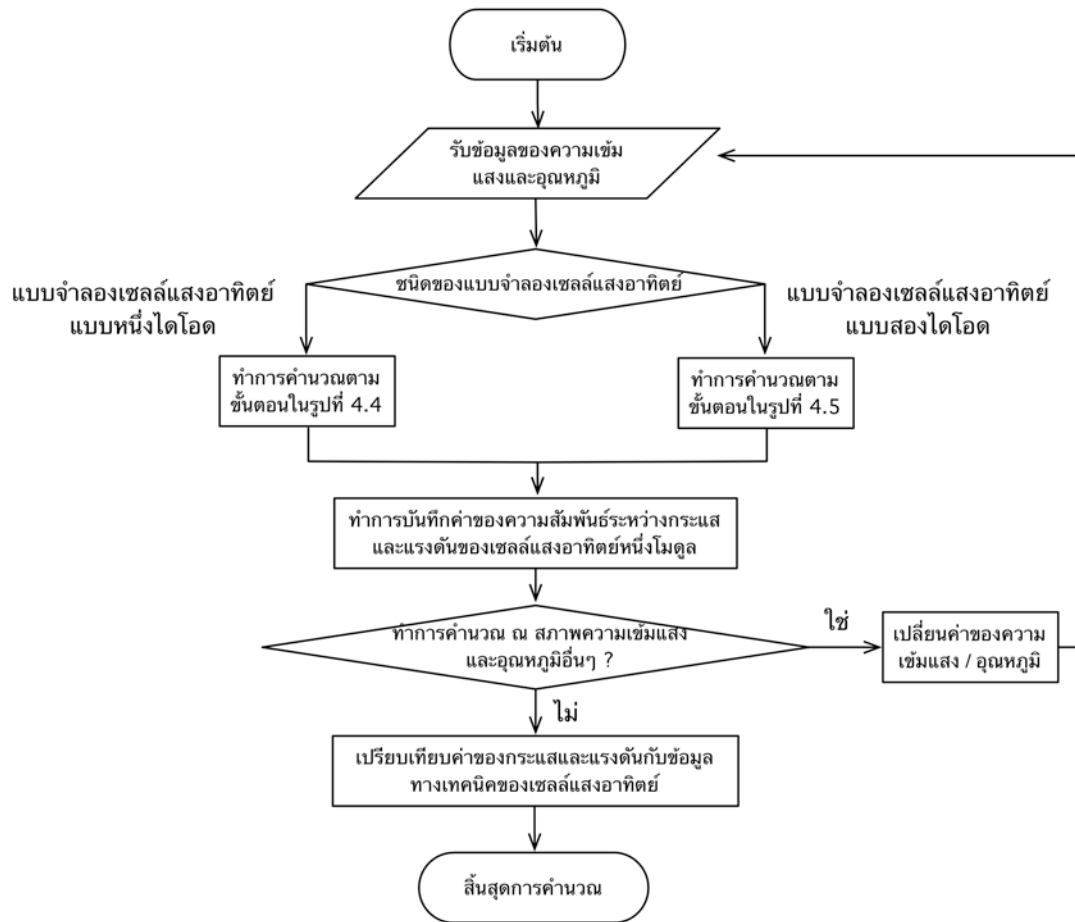 เริ่มต้น
รับข้อมูลของความเข้ม
แสงและอุณหภูมิ
ชนิดของแบบจำลองเซลล์แสงอาทิตย์
แบบจำลองเซลล์แสงอาทิตย์
แบบหนึ่งไดโอด
แบบจำลองเซลล์แสงอาทิตย์
แบบสองไดโอด
ทำการคำนวณตาม
ขั้นตอนในรูปที่ 4.4
ทำการคำนวณตาม
ขั้นตอนในรูปที่ 4.5
ทำการบันทึกค่าของความสัมพันธ์ระหว่างกระแส
และแรงดันของเซลล์แสงอาทิตย์หนึ่งโมดูล
ทำการคำนวณ ณ สภาพความเข้มแสง
และอุณหภูมิอื่นๆ ?
ใช่
เปลี่ยนค่าของความ
เข้มแสง / อุณหภูมิ
ไม่
เปรียบเทียบค่าของกระแสและแรงดันกับข้อมูล
ทางเทคนิคของเซลล์แสงอาทิตย์
สิ้นสุดการคำนวณ